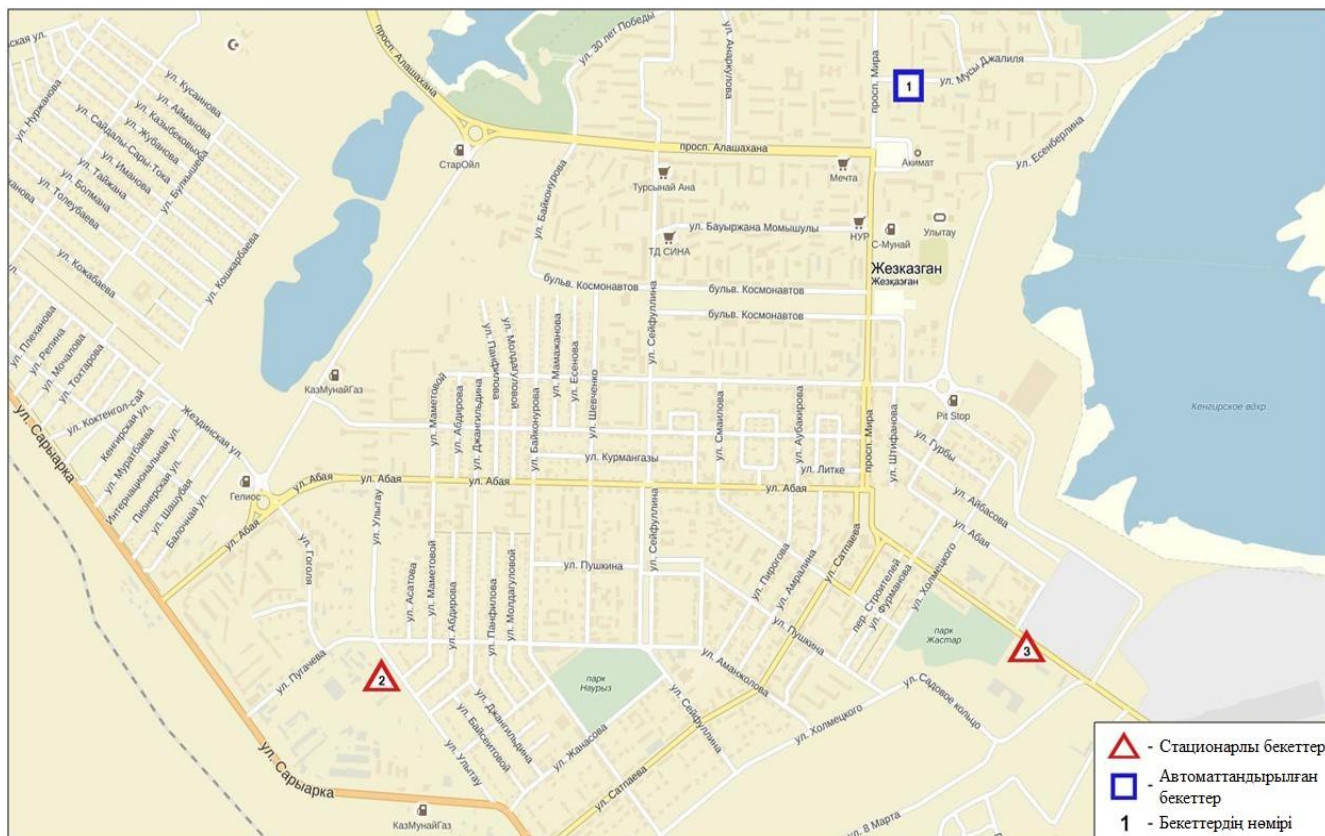 ул. Нуржанова
ул. Кусаинова
ул. Айманова
ул. Казыбековых
ул. Жубанова
ул. Сайдалы-Сары-Тока
ул. Иманова
ул. Тайжана
ул. Болмана
ул. Толеубаева
ул. Булкышева
ул. Кожабаева
ул. Кошкарбаева
просп. Алашахана
СтарОйл
ул. 30 лет Победы
ул. Анаркулова
просп. Мира
1
ул. Мусы Джалиля
просп. Алашахана
Акимат
ул. Есенберлина
Мечта
Турсынай Ана
ул. Байконурова
ул. Бауыржана Момышулы
НУР
С-Мунай
Улытау
ТД СИНА
Жезказган
Жезқазған
бульв. Космонавтов
бульв. Космонавтов
бульв. Космонавтов
ул. Сейфуллина
ул. Плеханова
ул. Репина
ул. Мочалова
ул. Тохтарова
ул. Коктенгол-сай
Кенгирская ул.
ул. Муратбаева
Интернациональная ул.
Пионерская ул.
ул. Шашубая
Балочная ул.
Жездинская ул.
ул. Сарыарка
КазМунайГаз
Гелиос
ул. Маметовой
ул. Абдирова
ул. Джангильдина
ул. Панфилова
ул. Молдагуловой
ул. Байконурова
ул. Мамажанова
ул. Есенова
ул. Шевченко
ул. Курмангазы
ул. Смаилова
ул. Аубакирова
ул. Литке
просп. Мира
ул. Штифанова
Pit Stop
ул. Гурбы
Кенгирское вдхр.
ул. Айбасова
ул. Абая
ул. Абая
ул. Абая
ул. Абая
ул. Абая
ул. Абая
ул. Улытау
ул. Гоголя
ул. Асатова
ул. Маметовой
ул. Абдирова
ул. Панфилова
ул. Молдагуловой
ул. Пушкина
ул. Сейфуллина
ул. Пирогова
ул. Амралина
ул. Сатпаева
пер. Строителей
ул. Фурманова
ул. Холмецкого
ул. Пушкина
парк
Жастар
3
ул. Пугачева
2
парк
Наурыз
ул. Аманжолова
ул. Садовое кольцо
ул. Джангильдина
ул. Байсеитовой
ул. Улытау
ул. Жанасова
ул. Сейфуллина
ул. Холмецкого
ул. Сатпаева
ул. Сарыарка
КазМунайГаз
ул. 8 Марта
- Стационарлы бекеттер
- Автоматтандырылған
бекеттер
1 - Бекеттердің нөмірі